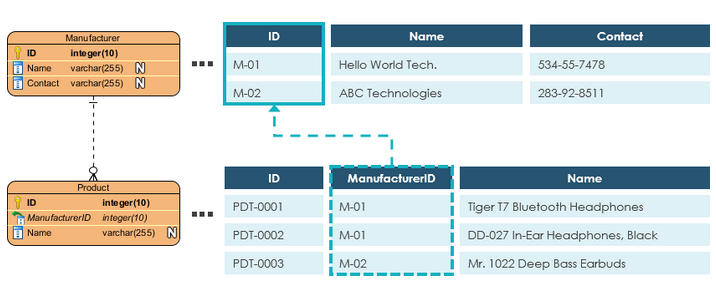 Manufacturer
ID integer(10)
Name varchar(255) N
Contact varchar(255) N
ID Name Contact
M-01 Hello World Tech. 534-55-7478
M-02 ABC Technologies 283-92-8511
Product
ID integer(10)
ManufacturerID integer(10)
Name varchar(255) N
ID ManufacturerID Name
PDT-0001 M-01 Tiger T7 Bluetooth Headphones
PDT-0002 M-01 DD-027 In-Ear Headphones, Black
PDT-0003 M-02 Mr. 1022 Deep Bass Earbuds